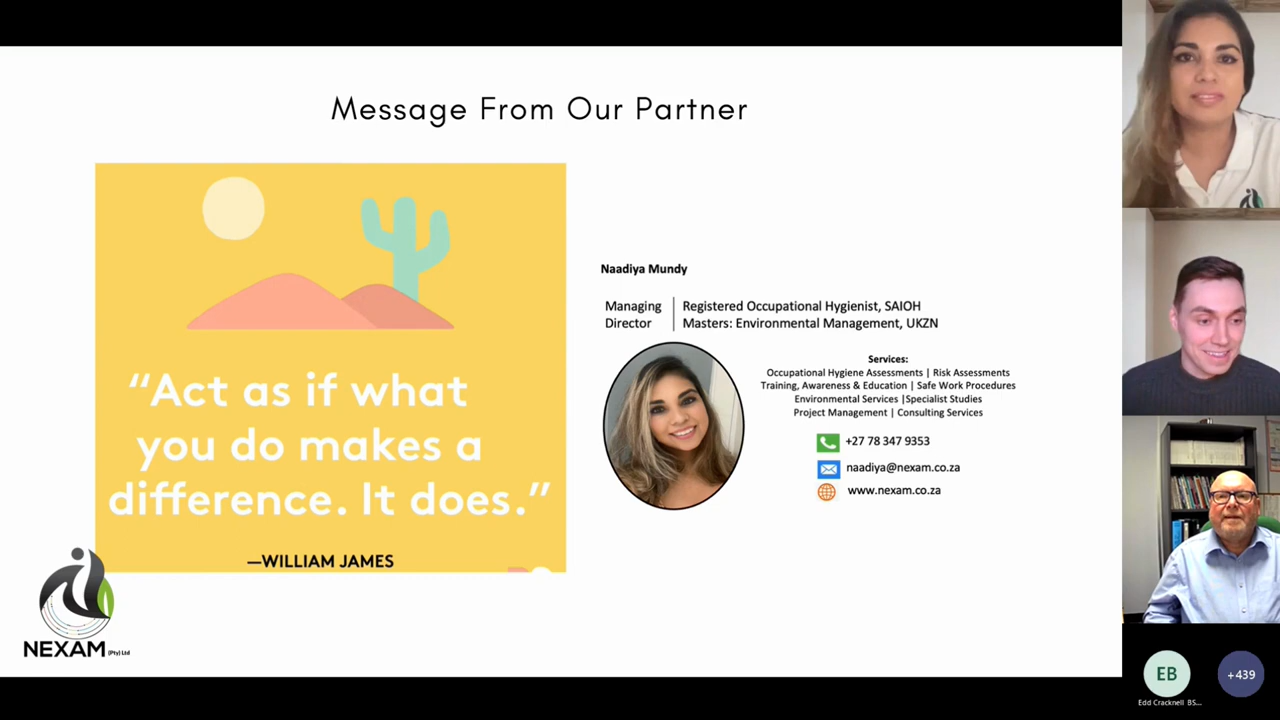 Message From Our Partner
“Act as if what
you do makes a
difference. It does.”
—WILLIAM JAMES
NEXAM (Pty) Ltd
Naadiya Mundy
Managing
Director
Registered Occupational Hygienist, SAIOH
Masters: Environmental Management, UKZN
Services:
Occupational Hygiene Assessments | Risk Assessments
Training, Awareness & Education | Safe Work Procedures
Environmental Services |Specialist Studies
Project Management | Consulting Services
+27 78 347 9353
naadiya@nexam.co.za
www.nexam.co.za
EB
+439
Edd Cracknell BS...